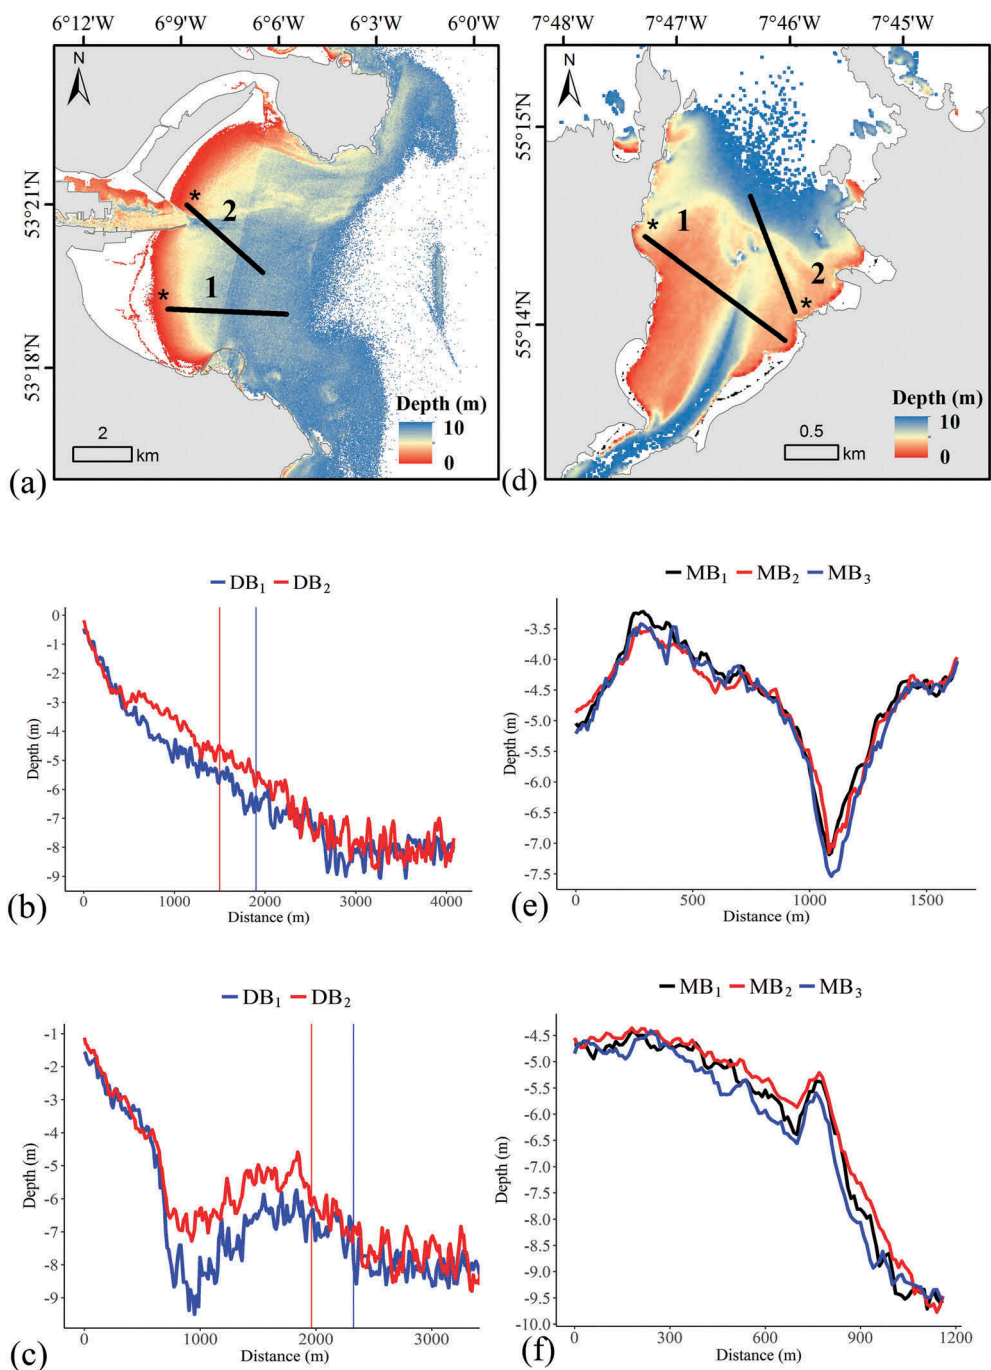 6°12'W 6°9'W 6°6'W 6°3'W 6°0'W
7°48'W 7°47'W 7°46'W 7°45'W
N
53°21'N
53°18'N
*
2
1
*
Depth (m)
10
0
2
km
(a)
N
55°15'N
55°14'N
1
*
2
*
Depth (m)
10
0
0.5
km
(d)
DB1 DB2
0
-1
-2
-3
-4
-5
-6
-7
-8
-9
Depth (m)
0 1000 2000 3000 4000
Distance (m)
(b)
MB1 MB2 MB3
-3.5
-4.0
-4.5
-5.0
-5.5
-6.0
-6.5
-7.0
-7.5
Depth (m)
0 500 1000 1500
Distance (m)
(e)
DB1 DB2
-1
-2
-3
-4
-5
-6
-7
-8
-9
Depth (m)
0 1000 2000 3000
Distance (m)
(c)
MB1 MB2 MB3
-4.5
-5.0
-5.5
-6.0
-6.5
-7.0
-7.5
-8.0
-8.5
-9.0
-9.5
-10.0
Depth (m)
0 300 600 900 1200
Distance (m)
(f)